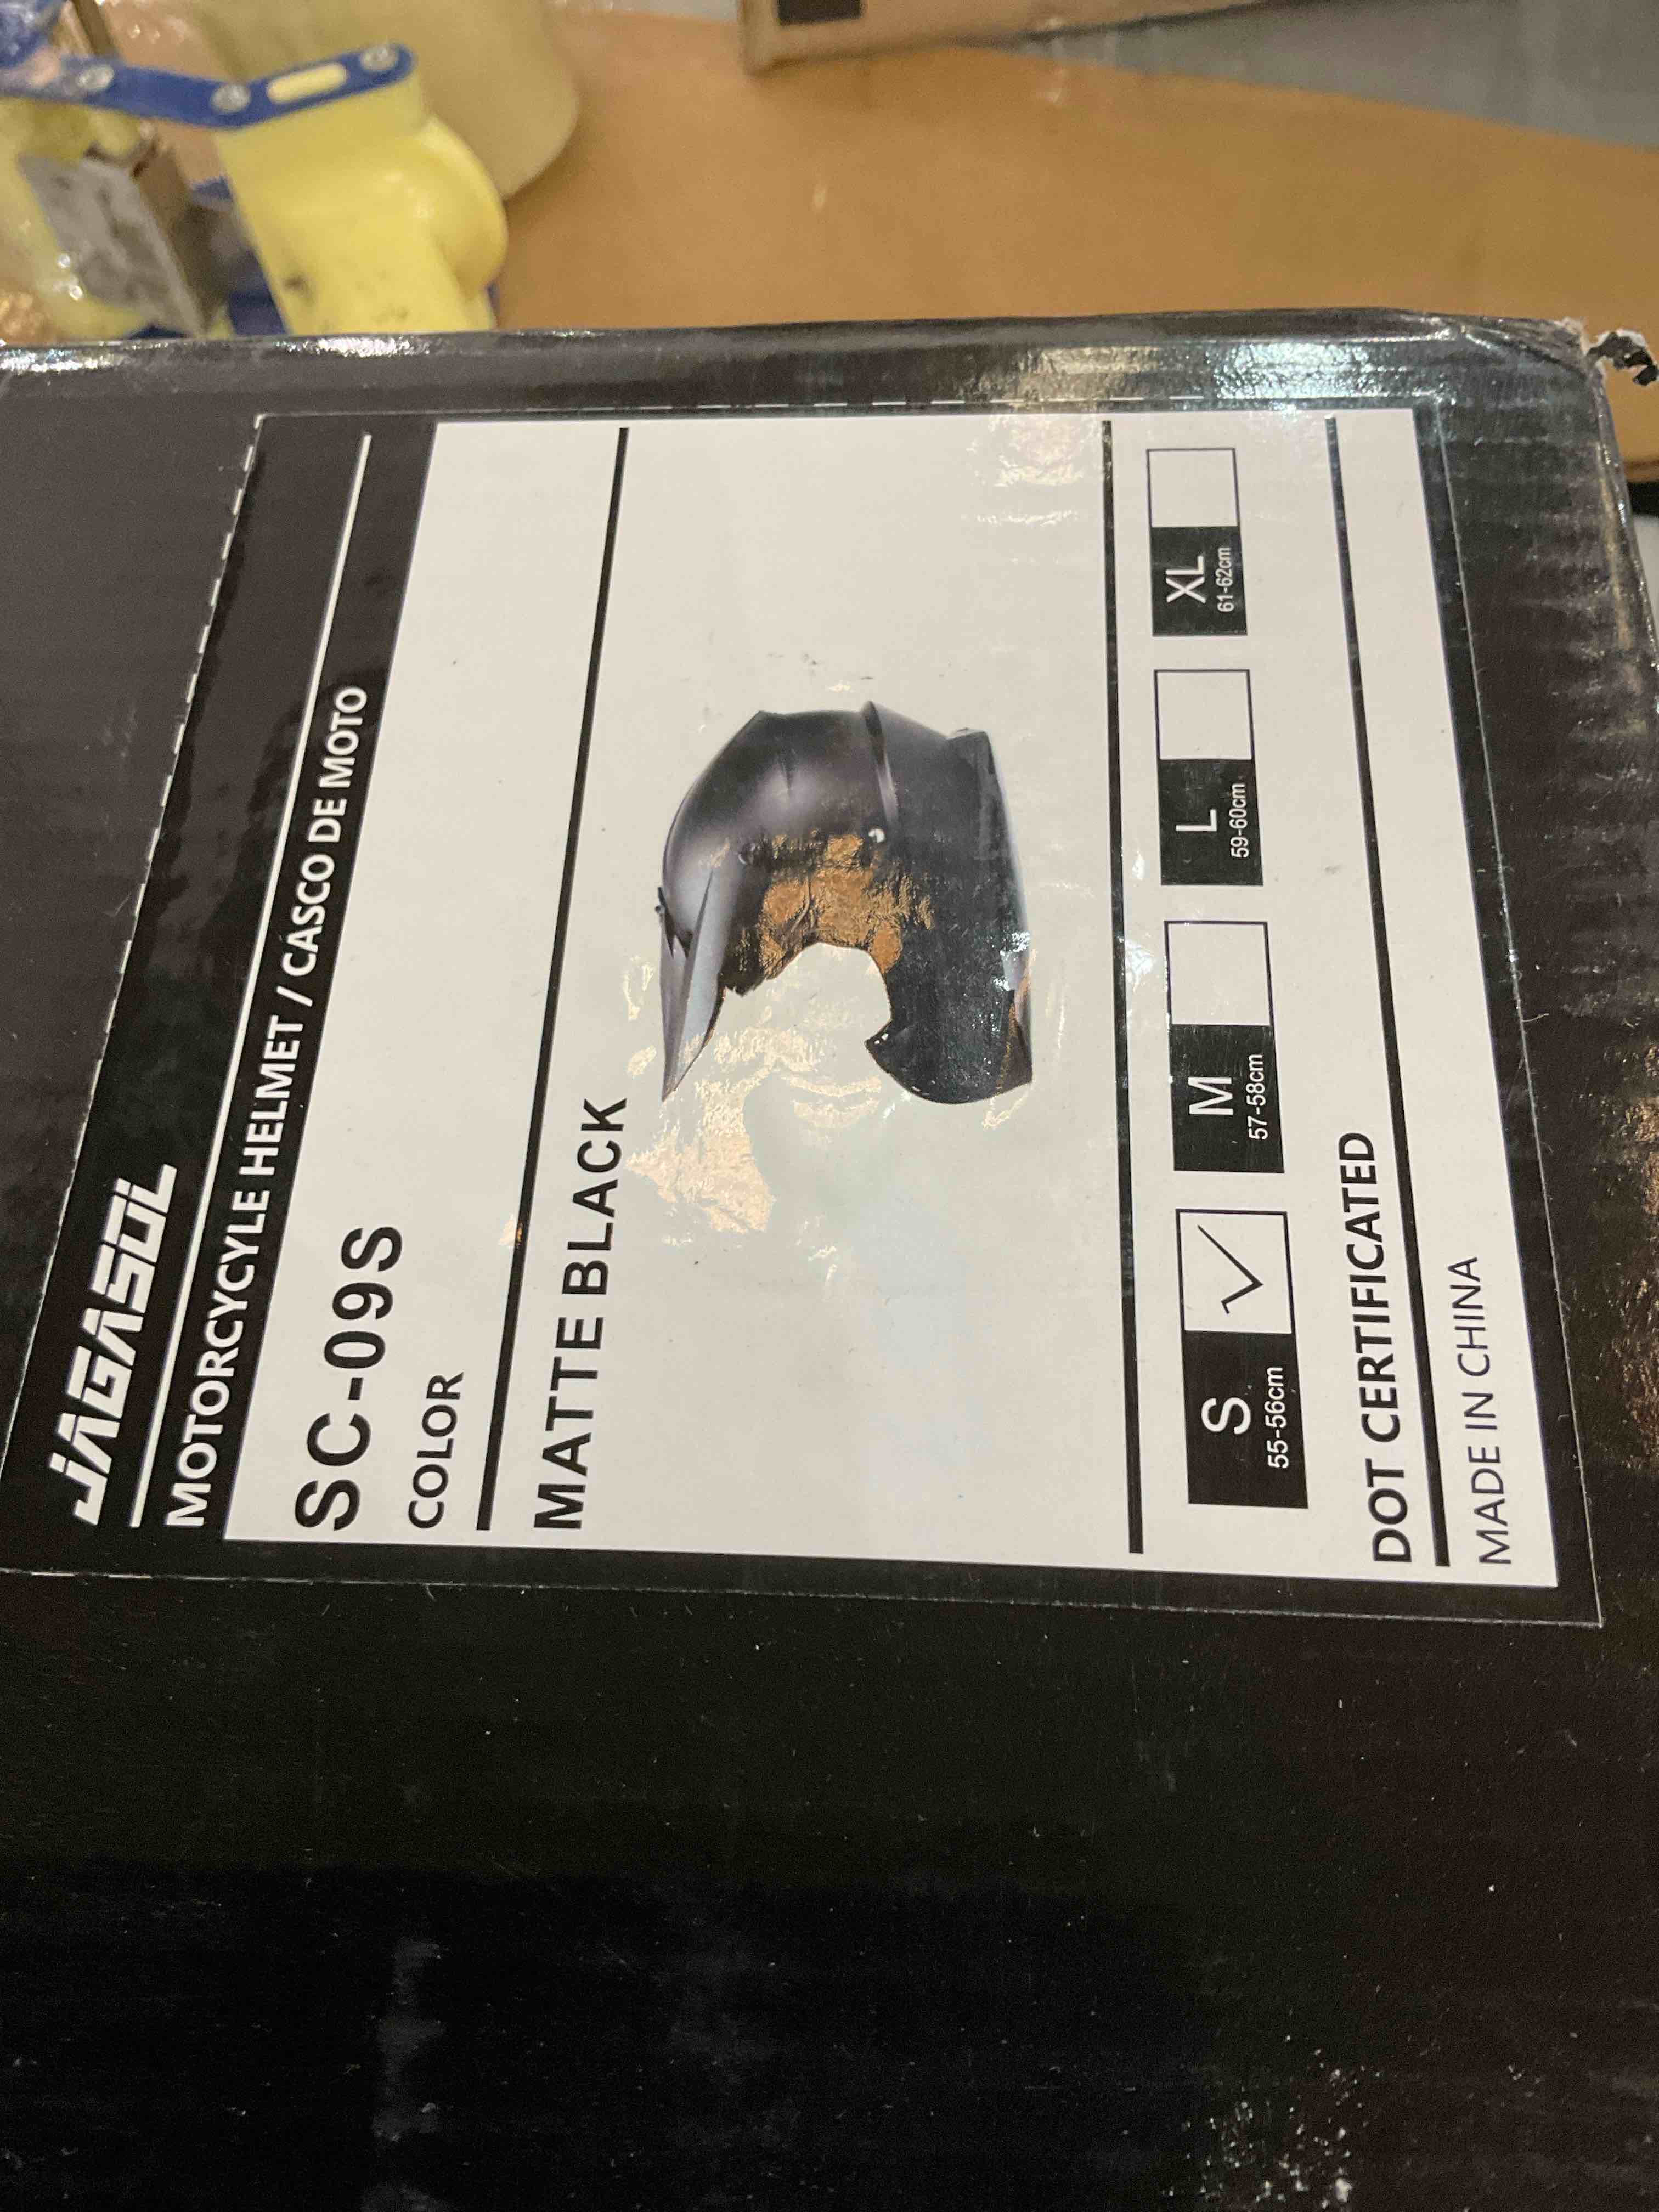 JAGASOL
MOTORCYCYLE HELMET / CASCO DE MOTO
SC-09S
COLOR
MATTE BLACK
S 55-56cm
M 57-58cm
L 59-60cm
XL 61-62cm
DOT CERTIFICATED
MADE IN CHINA